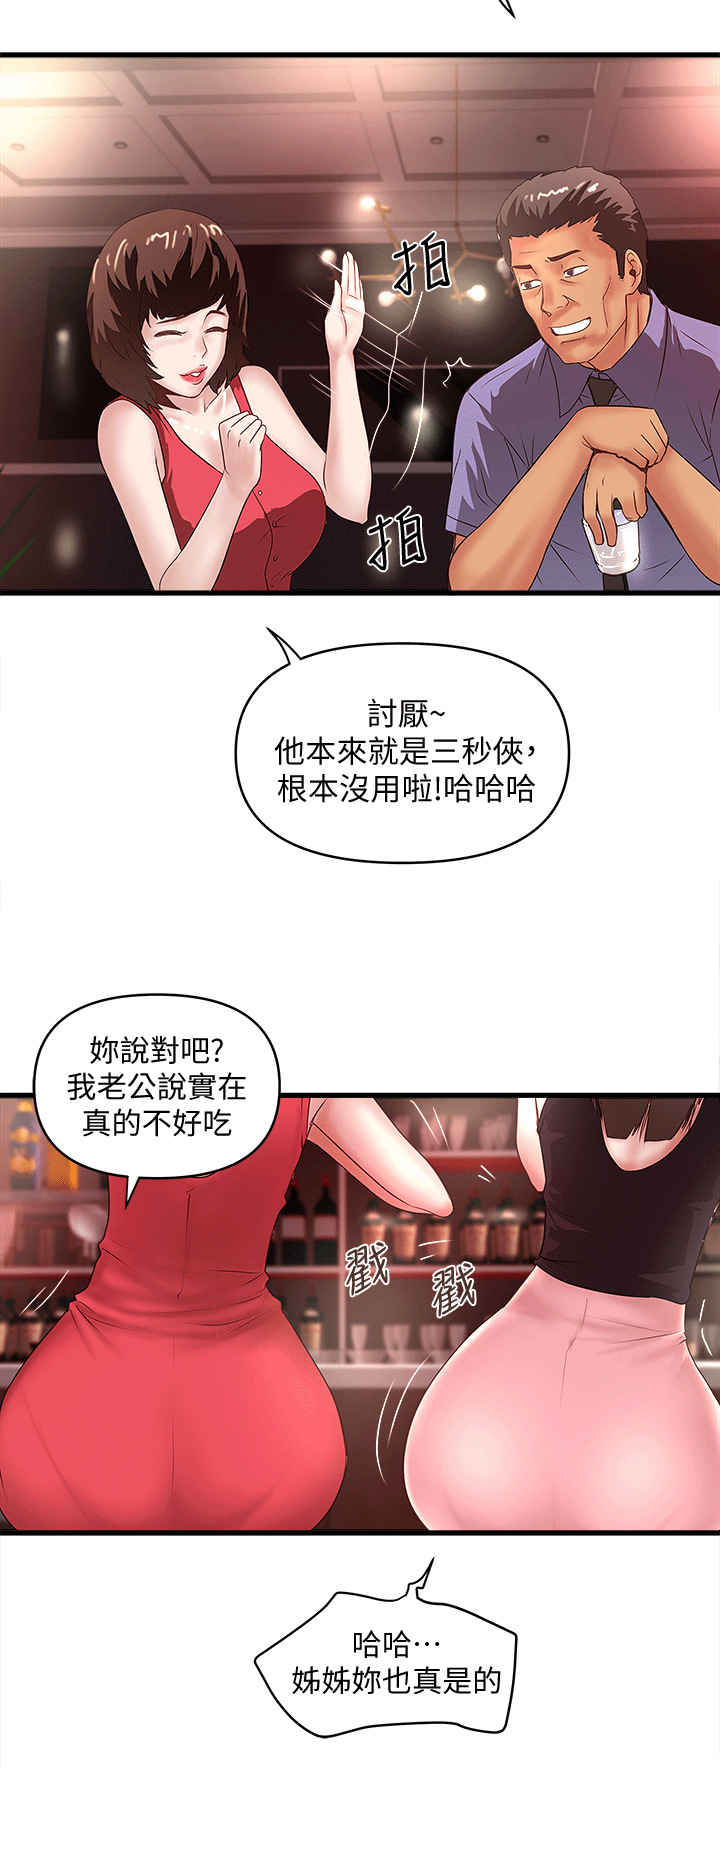 拍
拍
討厭~
他本來就是三秒俠，
根本沒用啦!哈哈哈
妳說對吧?
我老公說實在
真的不好吃
戳
戳
哈哈⋯
姊姊妳也真是的